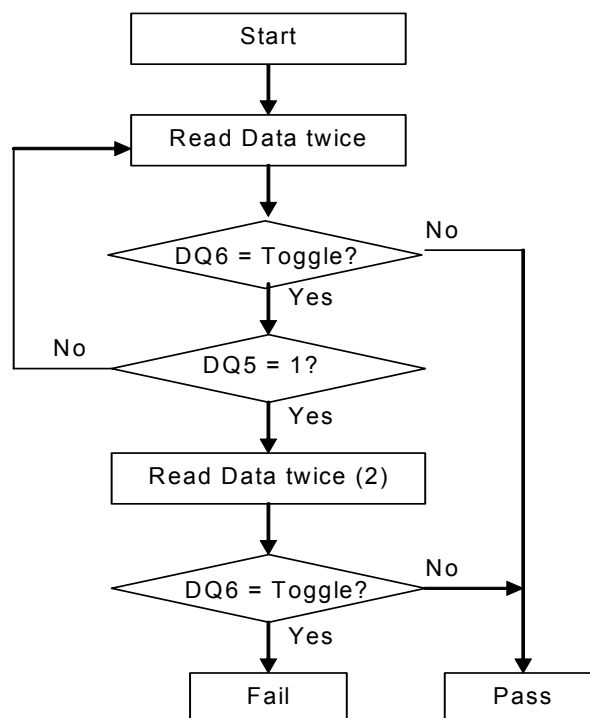 Start
Read Data twice
DQ6 = Toggle?
No
Yes
DQ5 = 1?
No
Yes
Read Data twice (2)
DQ6 = Toggle?
No
Yes
Fail
Pass